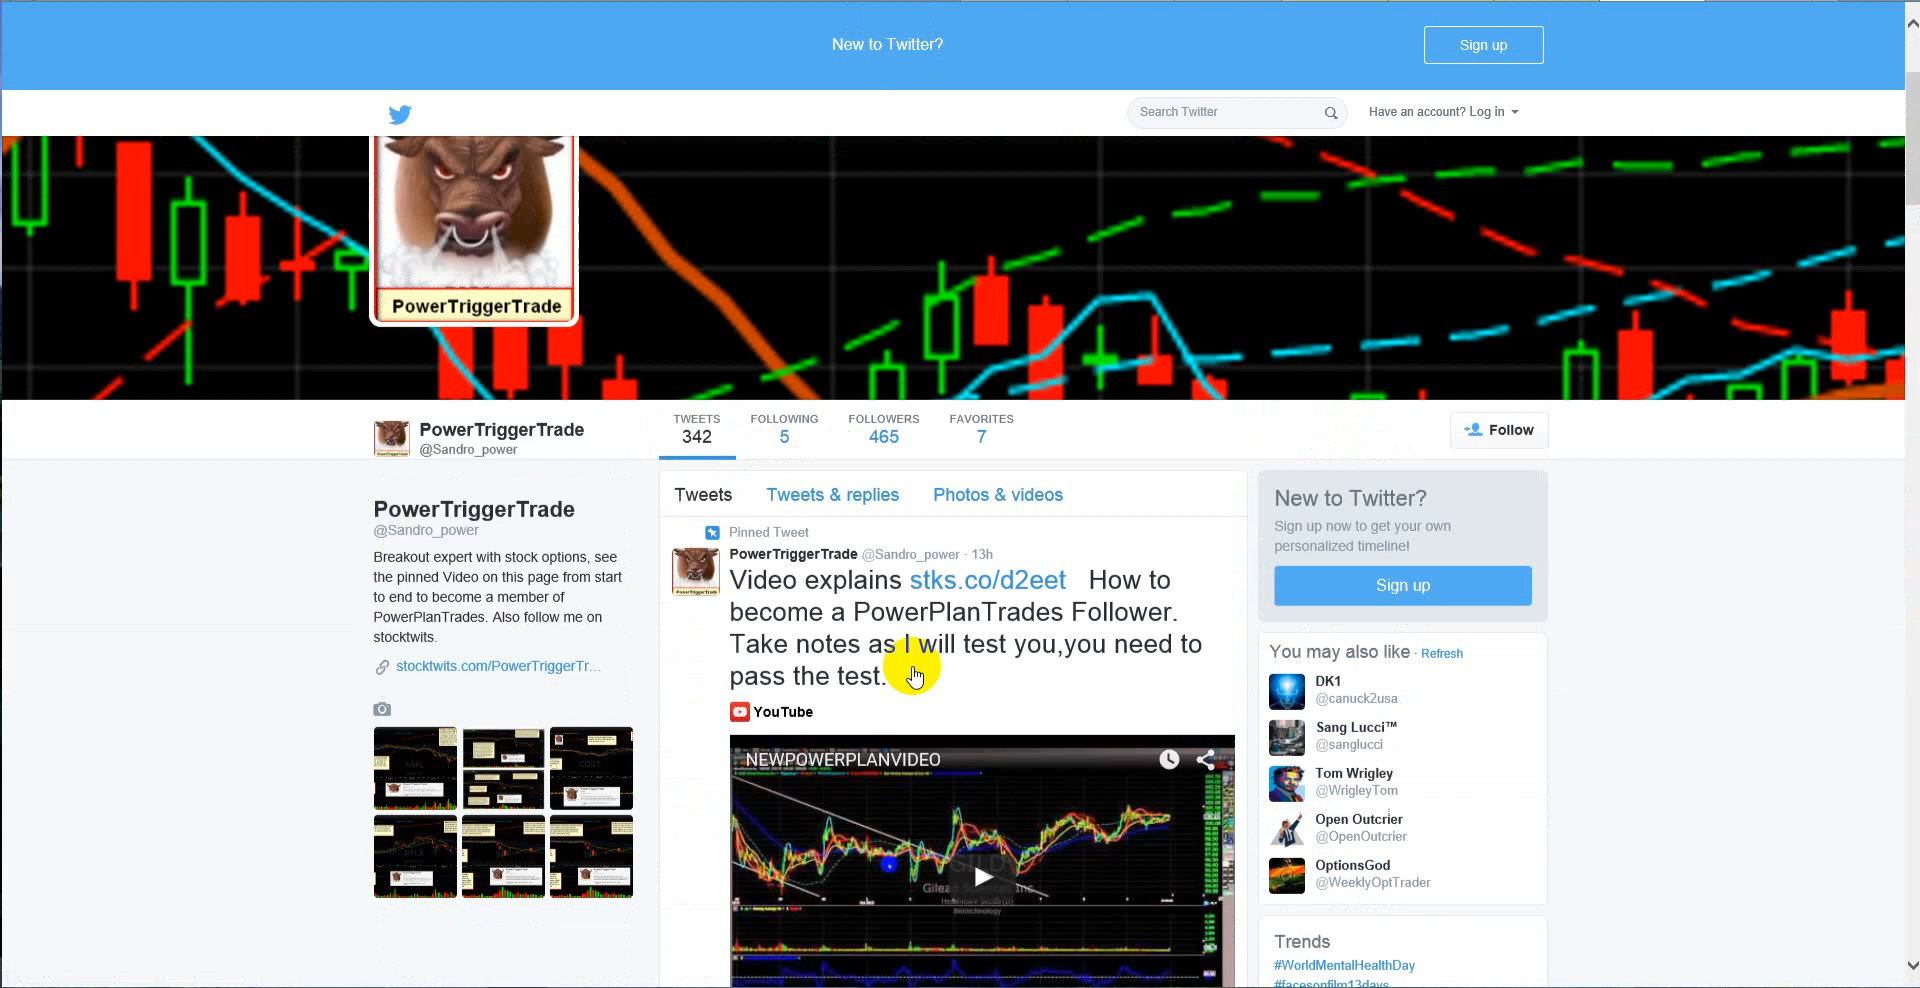 New to Twitter?
Sign up
Search Twitter
Have an account? Log in
PowerTriggerTrade
PowerTriggerTrade
@Sandro_power
TWEETS
342
FOLLOWING
5
FOLLOWERS
465
FAVORITES
7
Follow
PowerTriggerTrade
@Sandro_power
Breakout expert with stock options, see
the pinned Video on this page from start
to end to become a member of
PowerPlanTrades. Also follow me on
stocktwits.
stocktwits.com/PowerTriggerTr...
Tweets
Tweets & replies
Photos & videos
Pinned Tweet
PowerTriggerTrade @Sandro_power · 13h
Video explains stks.co/d2eet How to
become a PowerPlanTrades Follower.
Take notes as I will test you,you need to
pass the test.
YouTube
NEWPOWERPLANVIDEO
GILD
Gilead Sciences Inc
Biotechnology
New to Twitter?
Sign up now to get your own
personalized timeline!
Sign up
You may also like · Refresh
DK1
@canuck2usa
Sang Lucci™
@sanglucci
Tom Wrigley
@WrigleyTom
Open Outcrier
@OpenOutcrier
OptionsGod
@WeeklyOptTrader
Trends
#WorldMentalHealthDay
#facesonfilm13days